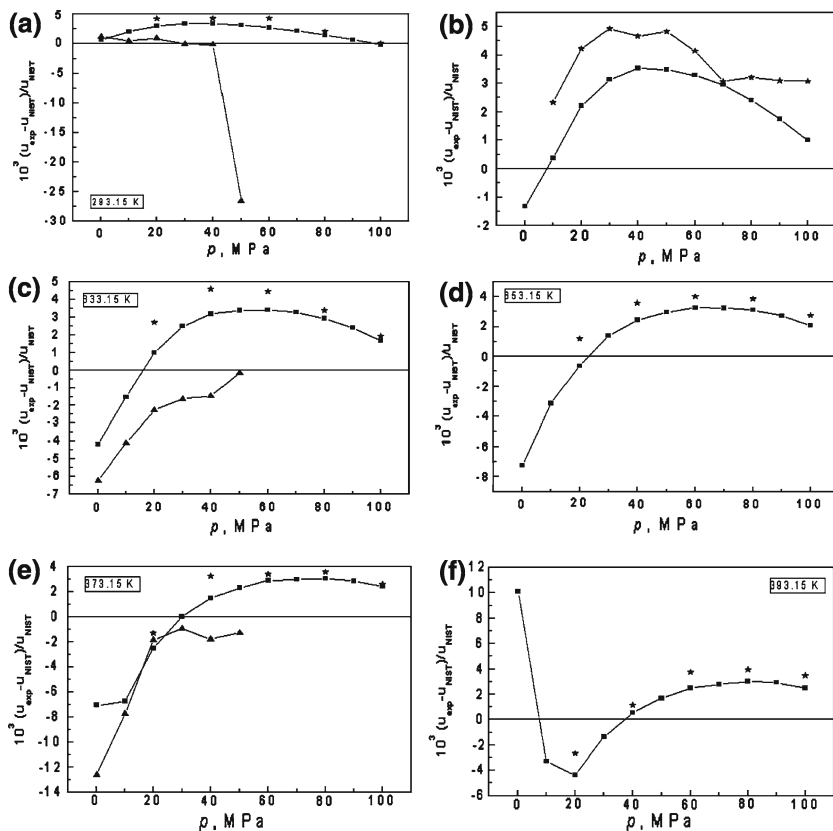 (a)
5
0
-5
-10
-15
-20
-25
-30
10³ (u_exp-u_NIST)/u_NIST
293.15 K
0 20 40 60 80 100
p, MPa
(b)
5
4
3
2
1
0
-1
-2
10³ (u_exp-u_NIST)/u_NIST
0 20 40 60 80 100
p, MPa
(c)
5
4
3
2
1
0
-1
-2
-3
-4
-5
-6
-7
10³ (u_exp-u_NIST)/u_NIST
333.15 K
0 20 40 60 80 100
p, MPa
(d)
4
2
0
-2
-4
-6
-8
10³ (u_exp-u_NIST)/u_NIST
353.15 K
0 20 40 60 80 100
p, MPa
(e)
4
2
0
-2
-4
-6
-8
-10
-12
-14
10³ (u_exp-u_NIST)/u_NIST
373.15 K
0 20 40 60 80 100
p, MPa
(f)
12
10
8
6
4
2
0
-2
-4
-6
10³ (u_exp-u_NIST)/u_NIST
393.15 K
0 20 40 60 80 100
p, MPa